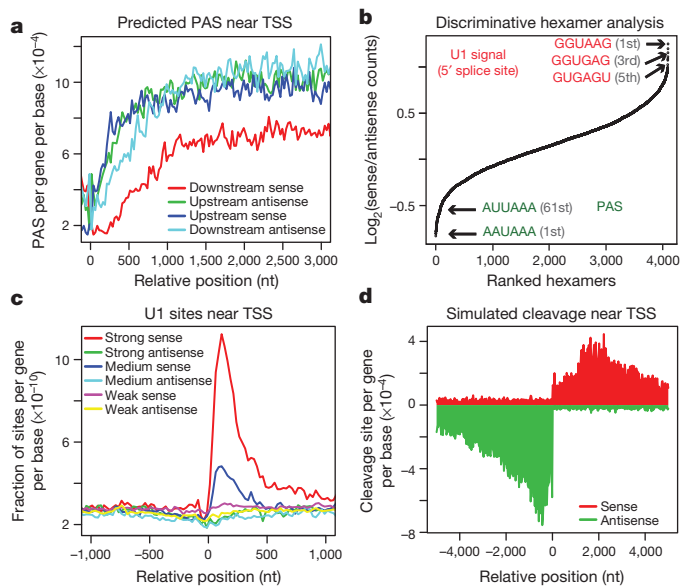 a
Predicted PAS near TSS
PAS per gene per base (×10⁻⁴)
10
8
6
4
2
Downstream sense
Upstream antisense
Upstream sense
Downstream antisense
0 500 1,000 1,500 2,000 2,500 3,000
Relative position (nt)
b
Discriminative hexamer analysis
Log₂(sense/antisense counts)
0.5
−0.5
U1 signal
(5′ splice site)
GGUAAG (1st)
GGUGAG (3rd)
GUGAGU (5th)
AUUAAA (61st) PAS
AAUAAA (1st)
0 1,000 2,000 3,000 4,000
Ranked hexamers
c
U1 sites near TSS
Fraction of sites per gene
per base (×10⁻¹⁰)
10
6
4
2
Strong sense
Strong antisense
Medium sense
Medium antisense
Weak sense
Weak antisense
−1,000 −500 0 500 1,000
Relative position (nt)
d
Simulated cleavage near TSS
Cleavage site per gene
per base (×10⁻⁴)
4
0
−4
−8
Sense
Antisense
−4,000 −2,000 0 2,000 4,000
Relative position (nt)